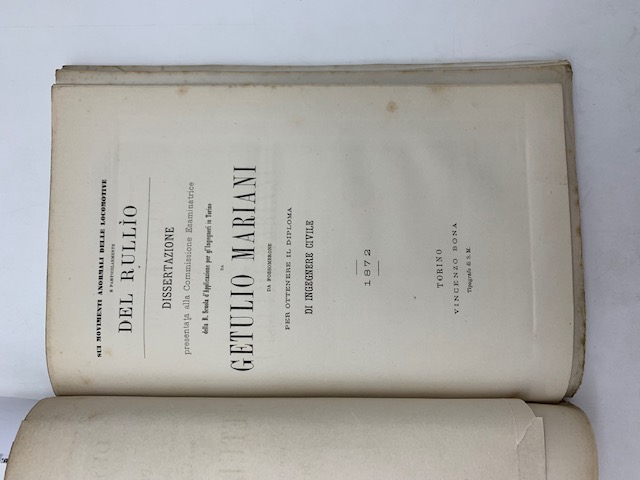 SUI MOVIMENTI ANORMALI DELLE LOCOMOTIVE
E PARTICOLARMENTE
DEL RULLÌO
DISSERTAZIONE
presentata alla Commissione Esaminatrice
della R. Scuola d'Applicazione per gl'Ingegneri in Torino
DA
GETULIO MARIANI
DA FOSSOMBRONE
PER OTTENERE IL DIPLOMA
DI INGEGNERE CIVILE
1872
TORINO
VINCENZO BONA
Tipografo di S. M.